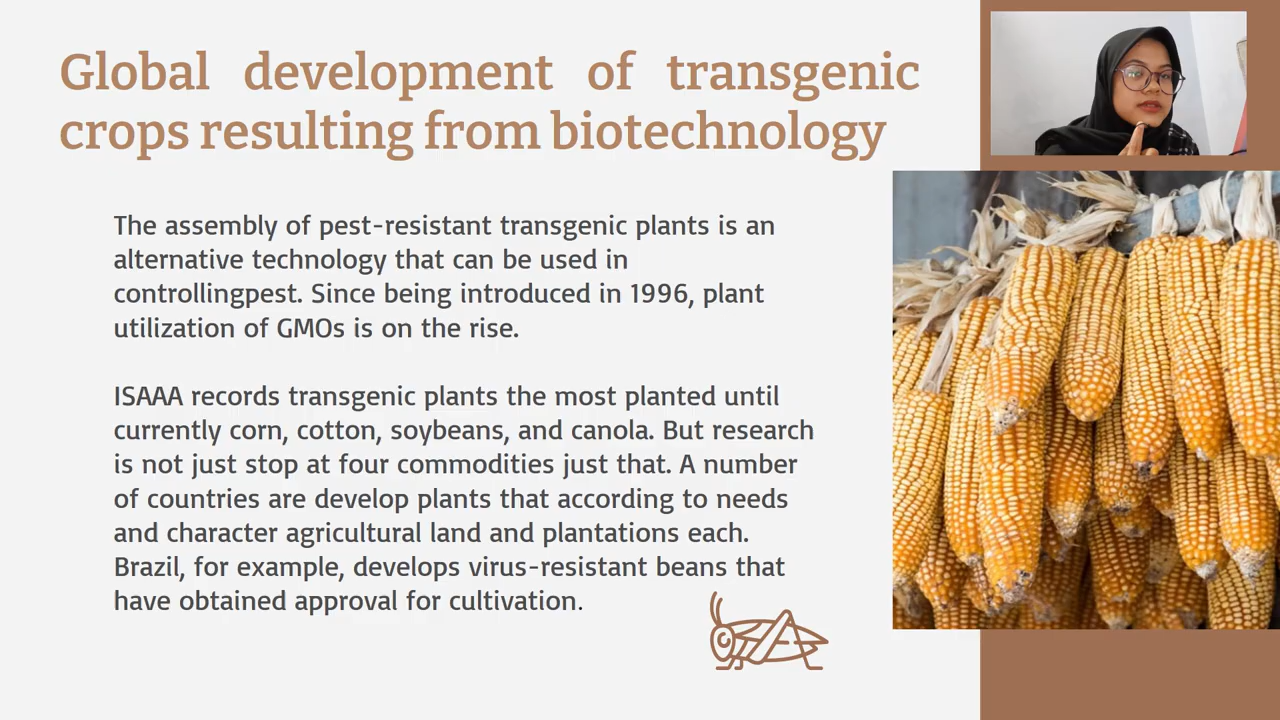 Global development of transgenic
crops resulting from biotechnology
The assembly of pest-resistant transgenic plants is an
alternative technology that can be used in
controllingpest. Since being introduced in 1996, plant
utilization of GMOs is on the rise.
ISAAA records transgenic plants the most planted until
currently corn, cotton, soybeans, and canola. But research
is not just stop at four commodities just that. A number
of countries are develop plants that according to needs
and character agricultural land and plantations each.
Brazil, for example, develops virus-resistant beans that
have obtained approval for cultivation.